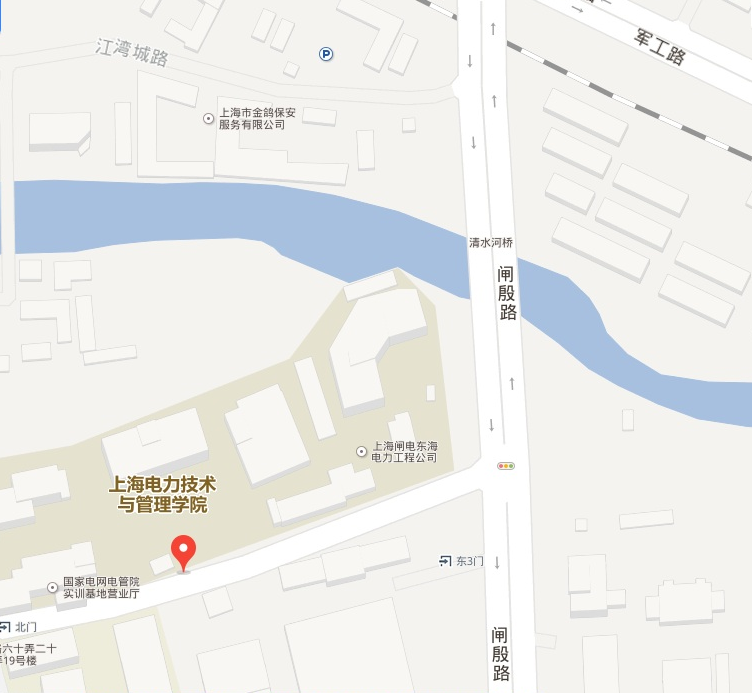 江湾城路
P
军工路
上海市金鸽保安
服务有限公司
清水河桥
闸殷路
上海闸电东海
电力工程公司
上海电力技术
与管理学院
东3门
国家电网电管院
实训基地营业厅
北门
六十弄二十
19号楼
闸殷路